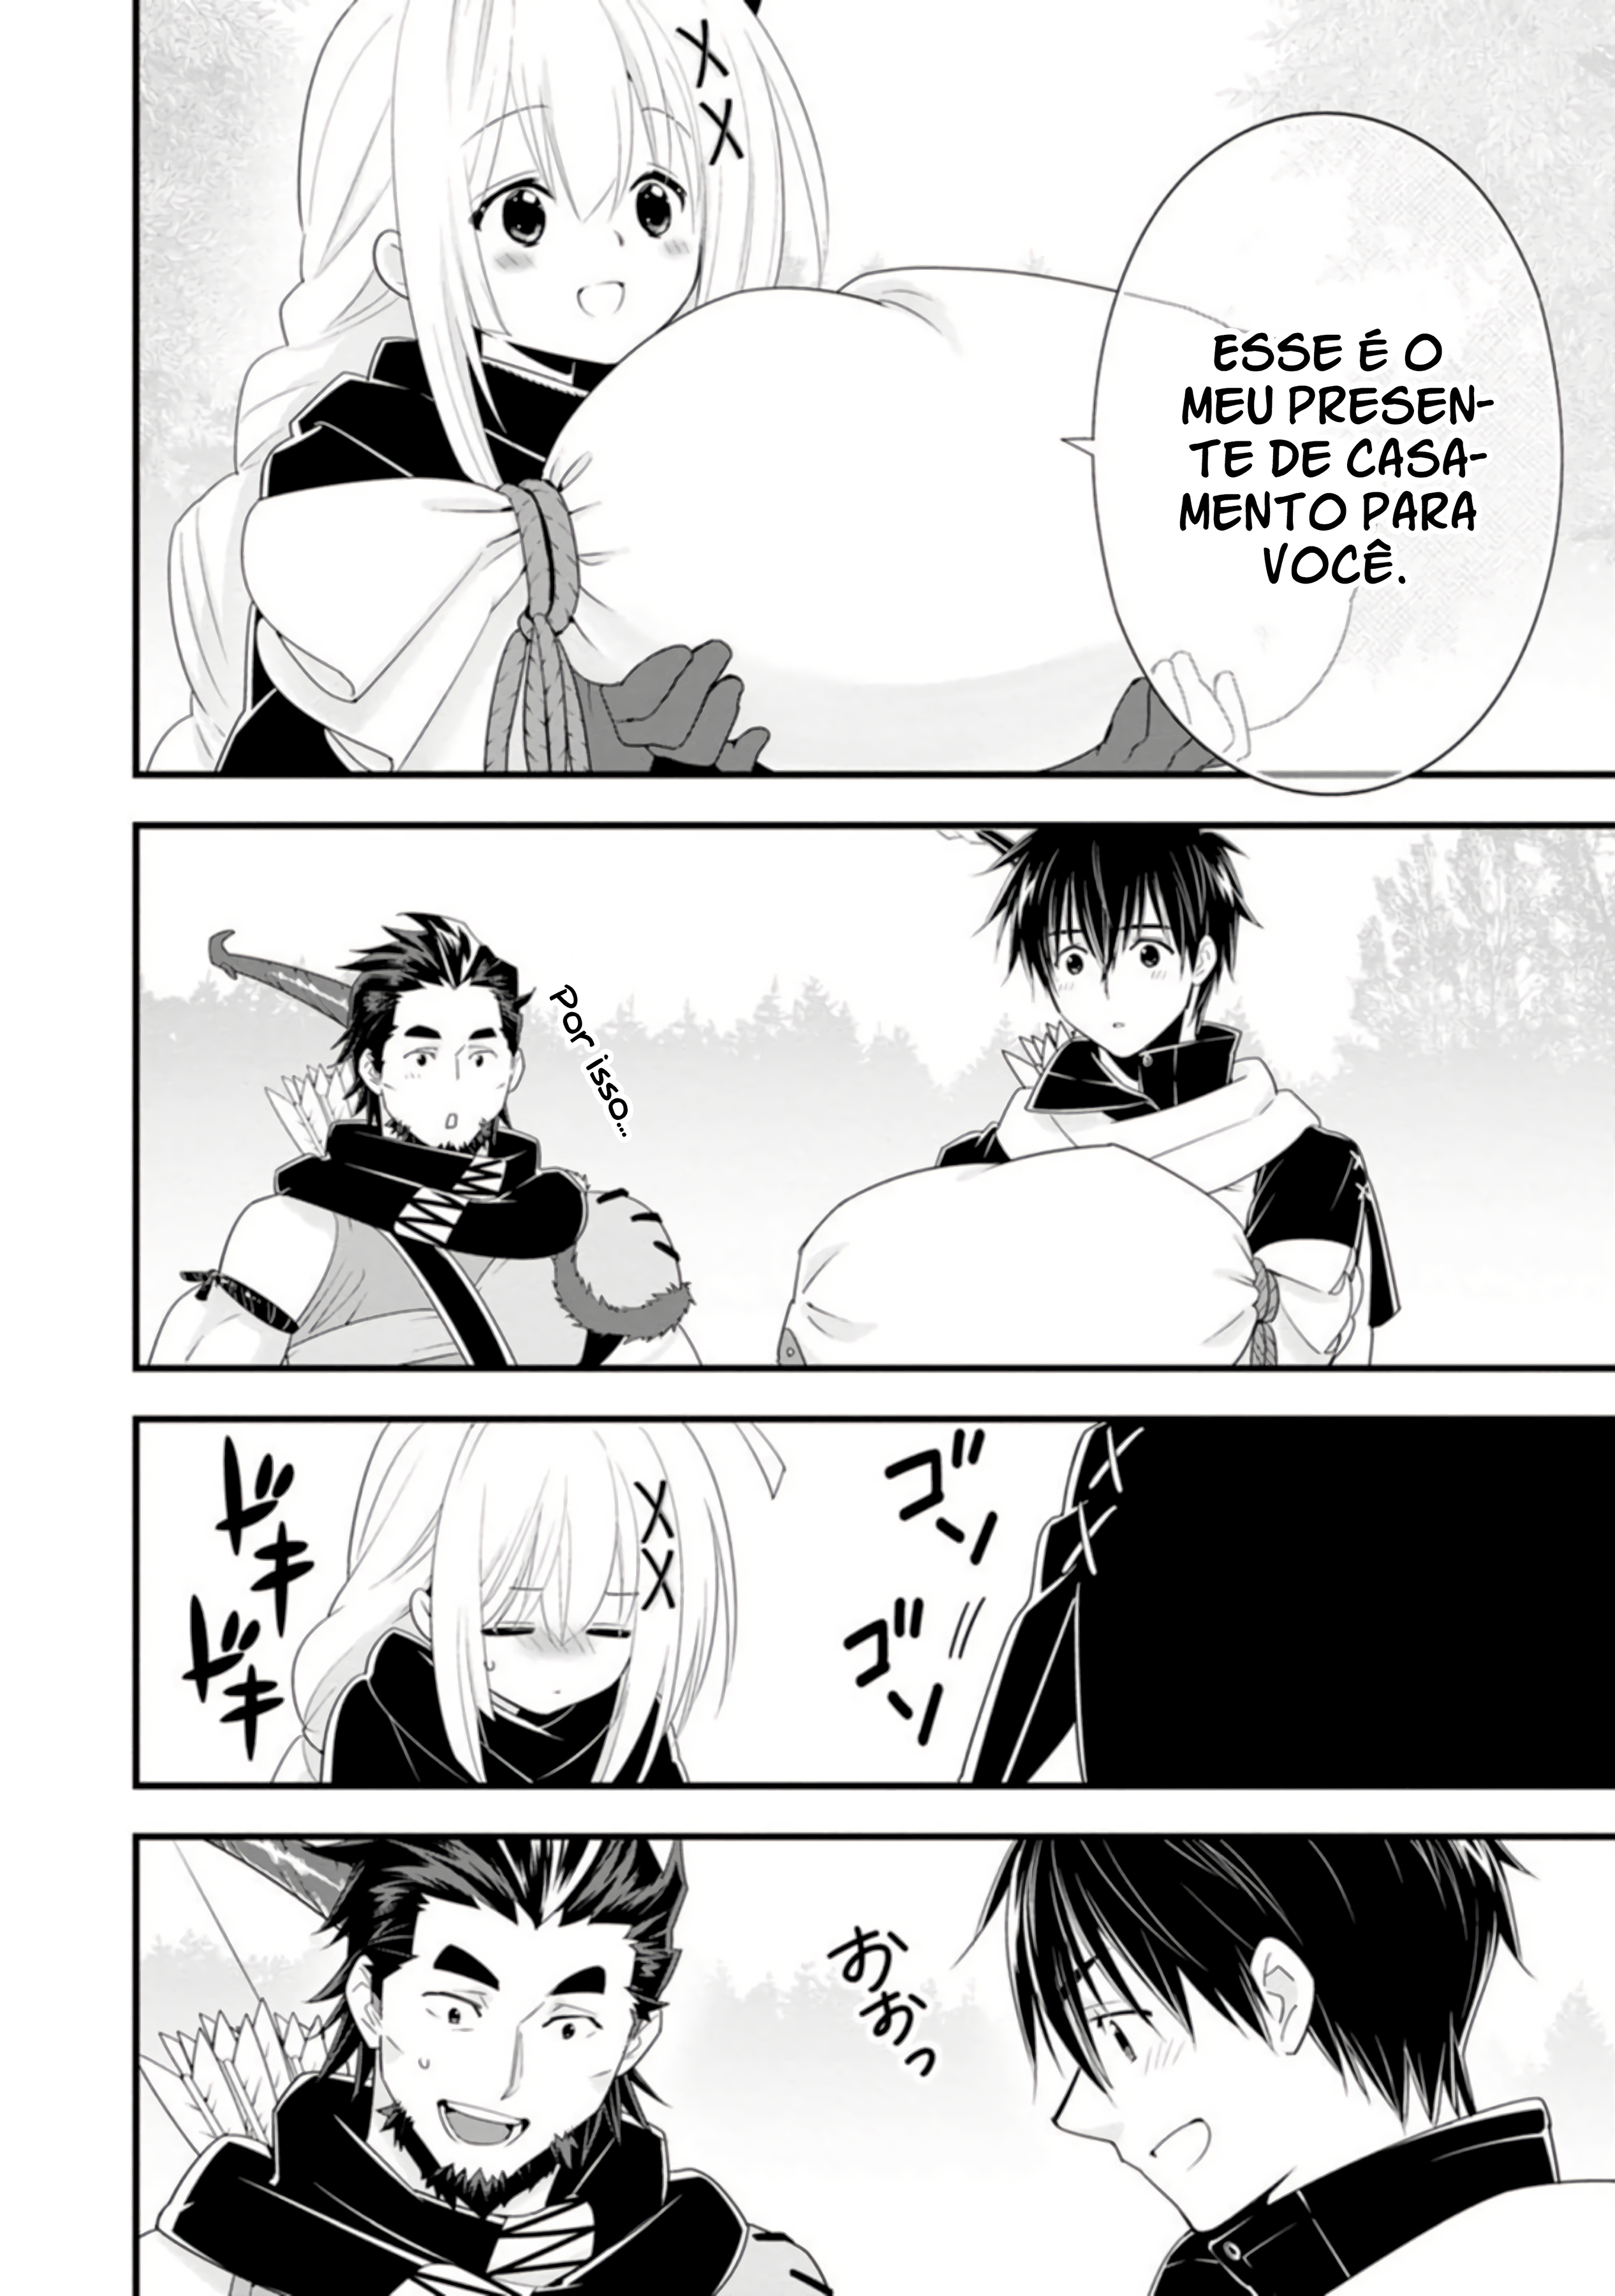 ESSE É O
MEU PRESEN-
TE DE CASA-
MENTO PARA
VOCÊ.
Por isso...
ゴソ
ゴソ
ドキ
ドキ
おおっ